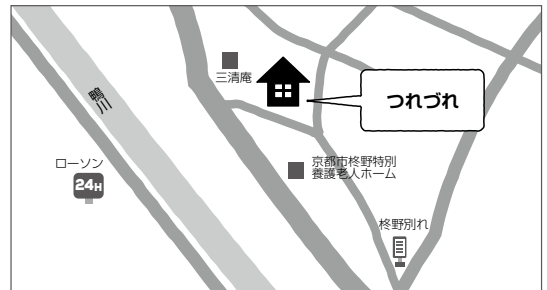 三清庵
つれづれ
鴨川
ローソン
24H
京都市柊野特別
養護老人ホーム
柊野別れ